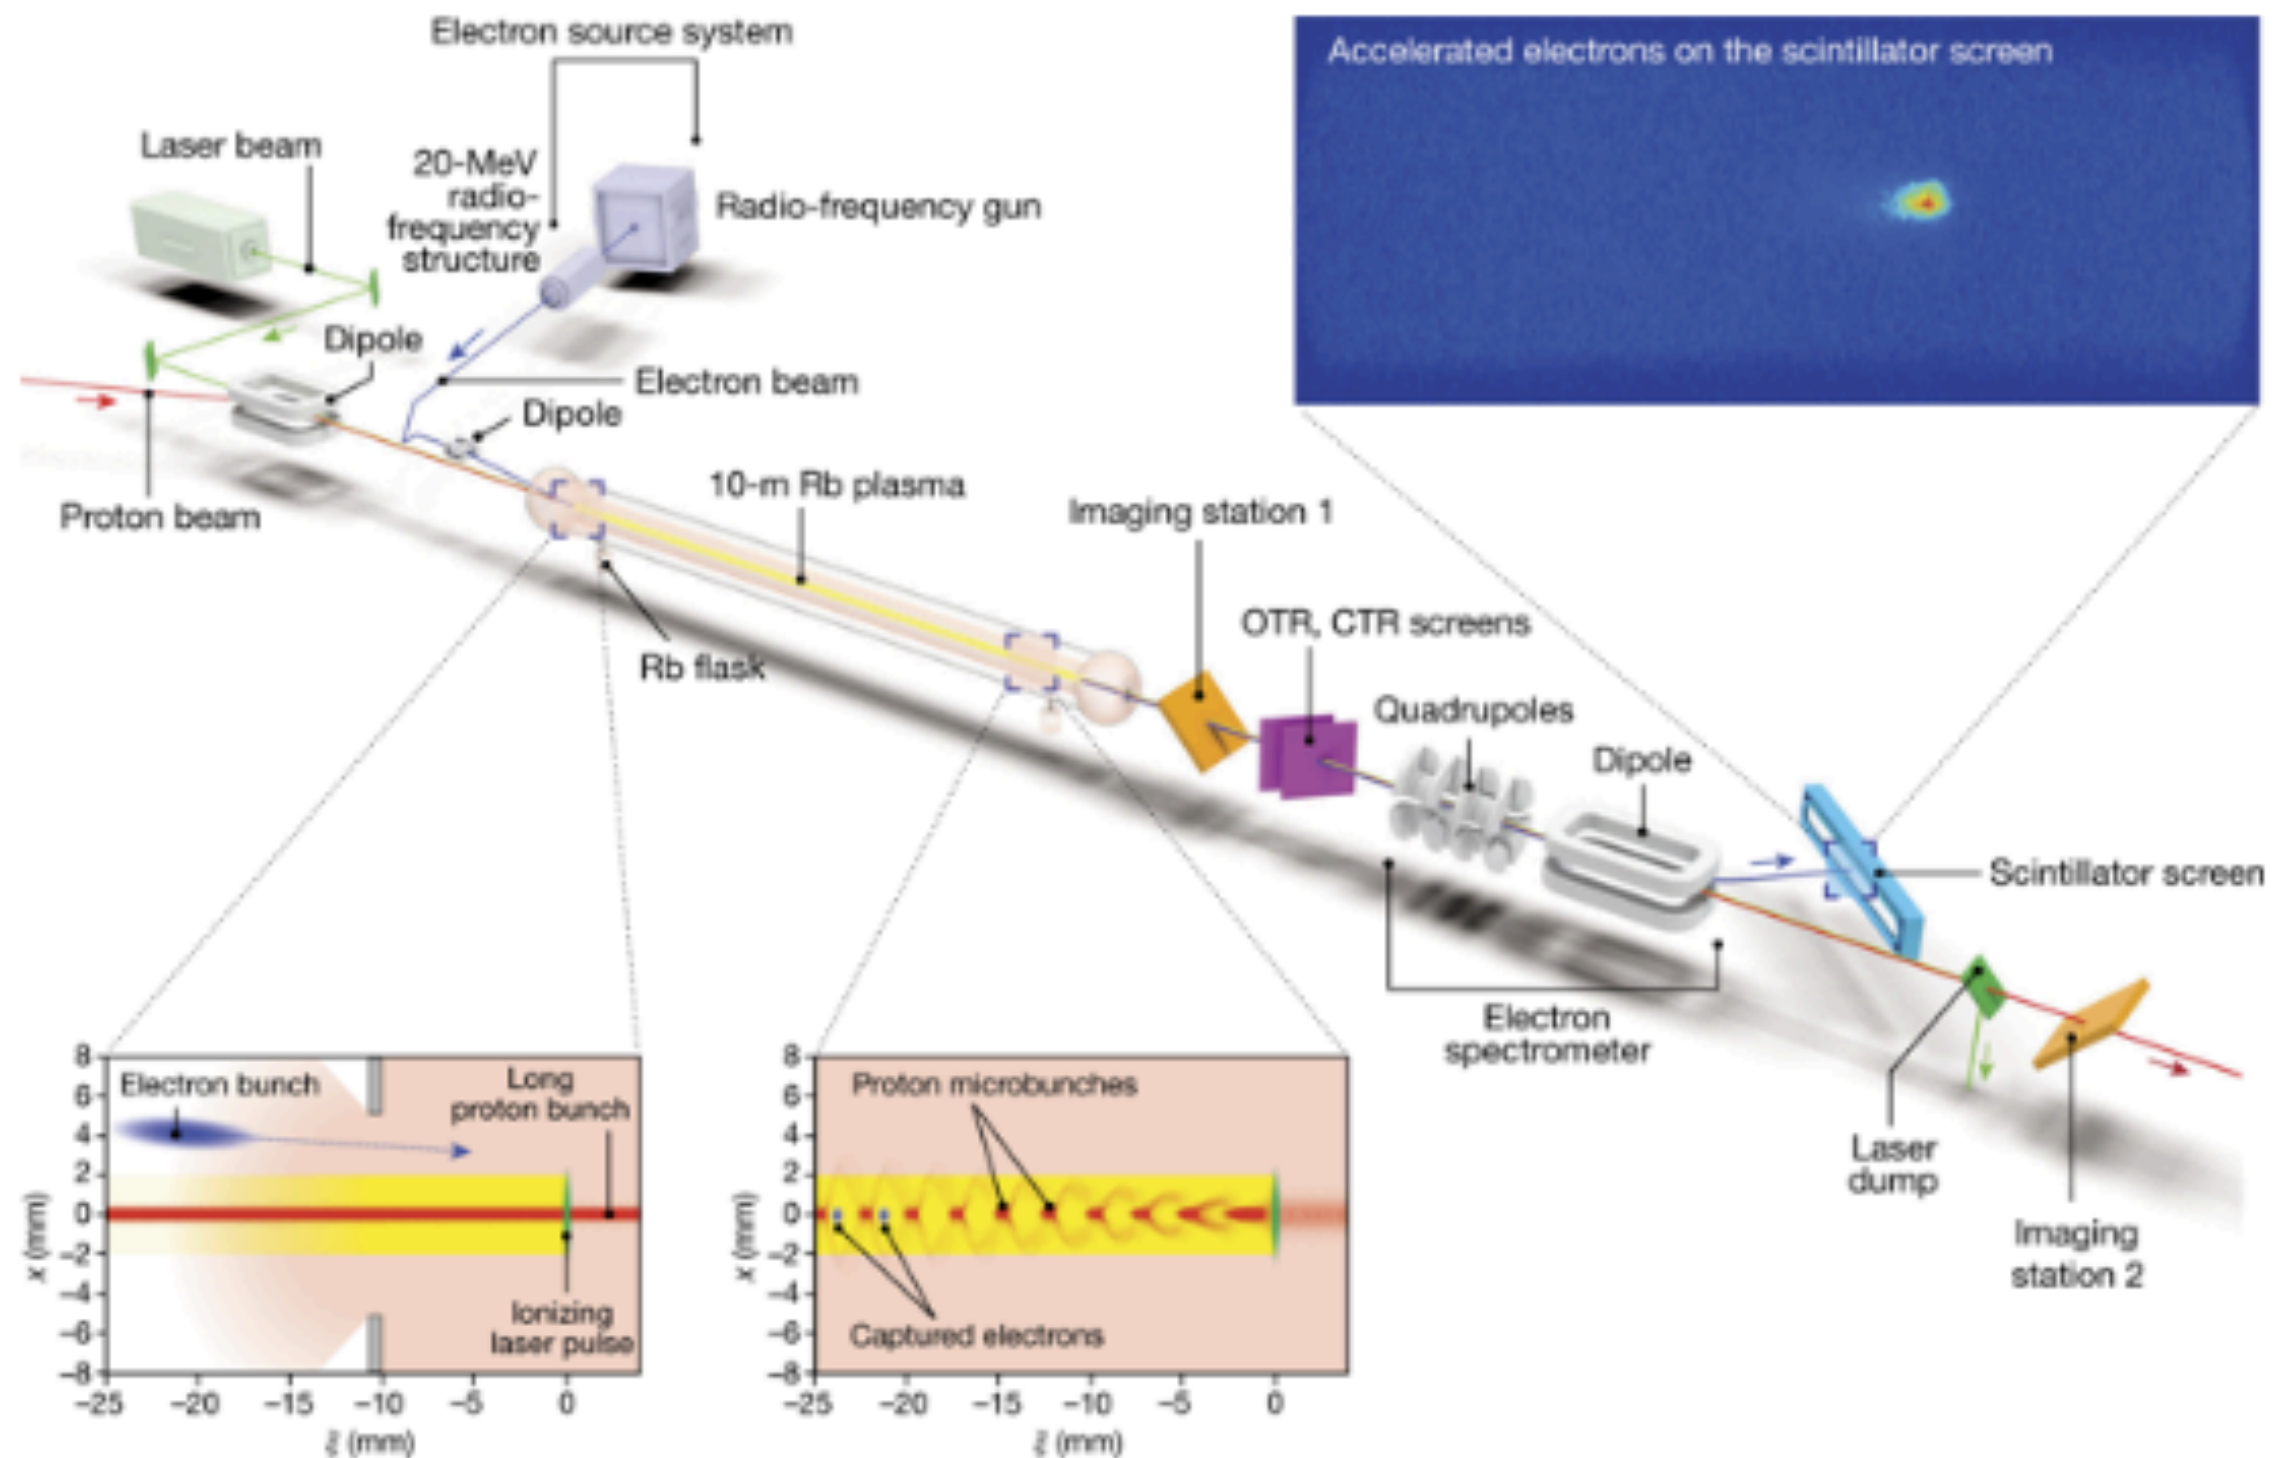 Electron source system
Accelerated electrons on the scintillator screen
Laser beam
20-MeV
radio-
frequency
structure
Radio-frequency gun
Dipole
Electron beam
Dipole
Proton beam
10-m Rb plasma
Imaging station 1
Rb flask
OTR, CTR screens
Quadrupoles
Dipole
Scintillator screen
Electron
spectrometer
Laser
dump
Imaging
station 2
8
6
4
2
0
–2
–4
–6
–8
x (mm)
Electron bunch
Long
proton bunch
Ionizing
laser pulse
–25
–20
–15
–10
–5
0
(mm)
8
6
4
2
0
–2
–4
–6
–8
x (mm)
Proton microbunches
Captured electrons
–25
–20
–15
–10
–5
0
(mm)